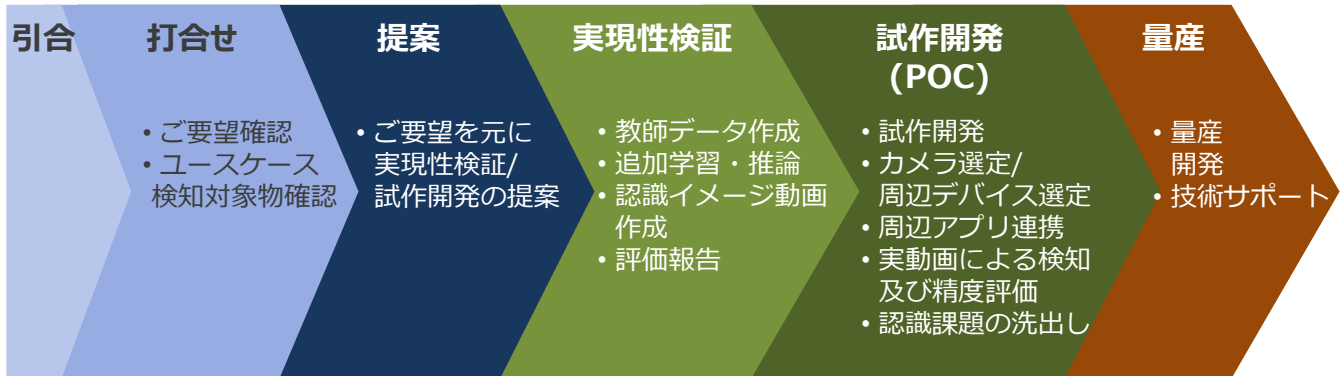 引合
打合せ
・ご要望確認
・ユースケース
検知対象物確認
提案
・ご要望を元に
実現性検証/
試作開発の提案
実現性検証
・教師データ作成
・追加学習・推論
・認識イメージ動画
作成
・評価報告
試作開発
(POC)
・試作開発
・カメラ選定/
周辺デバイス選定
・周辺アプリ連携
・実動画による検知
及び精度評価
・認識課題の洗出し
量産
・量産
開発
・技術サポート